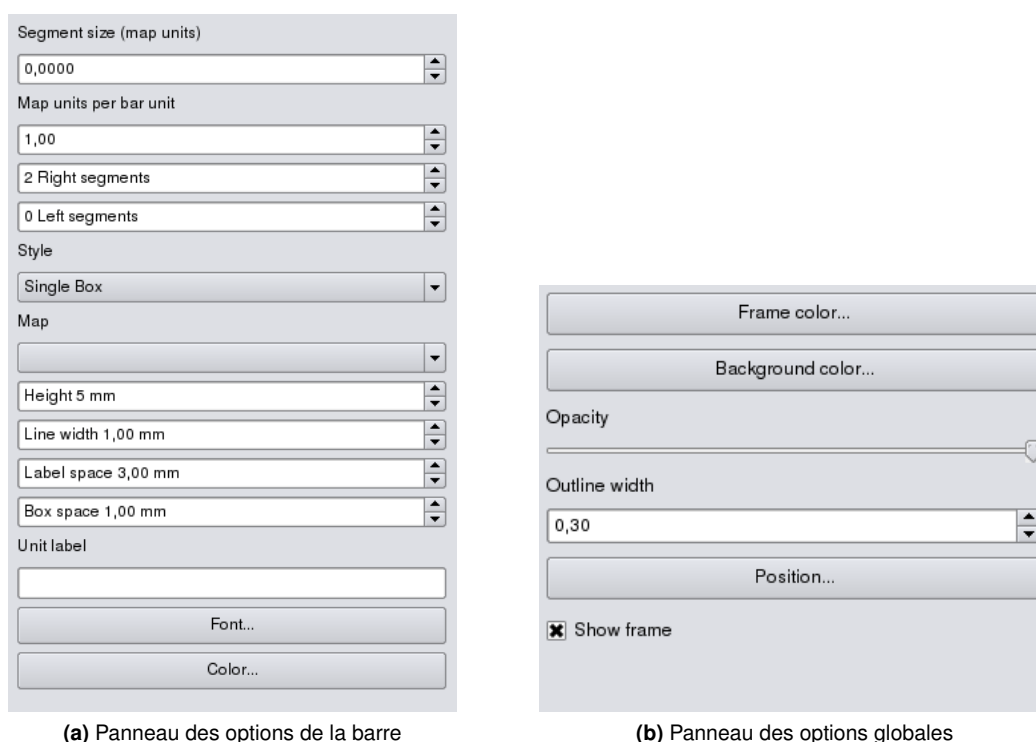 Segment size (map units)
0,0000
Map units per bar unit
1,00
2 Right segments
0 Left segments
Style
Single Box
Map
Height 5 mm
Line width 1,00 mm
Label space 3,00 mm
Box space 1,00 mm
Unit label
Font...
Color...
(a) Panneau des options de la barre
Frame color...
Background color...
Opacity
Outline width
0,30
Position...
Show frame
(b) Panneau des options globales